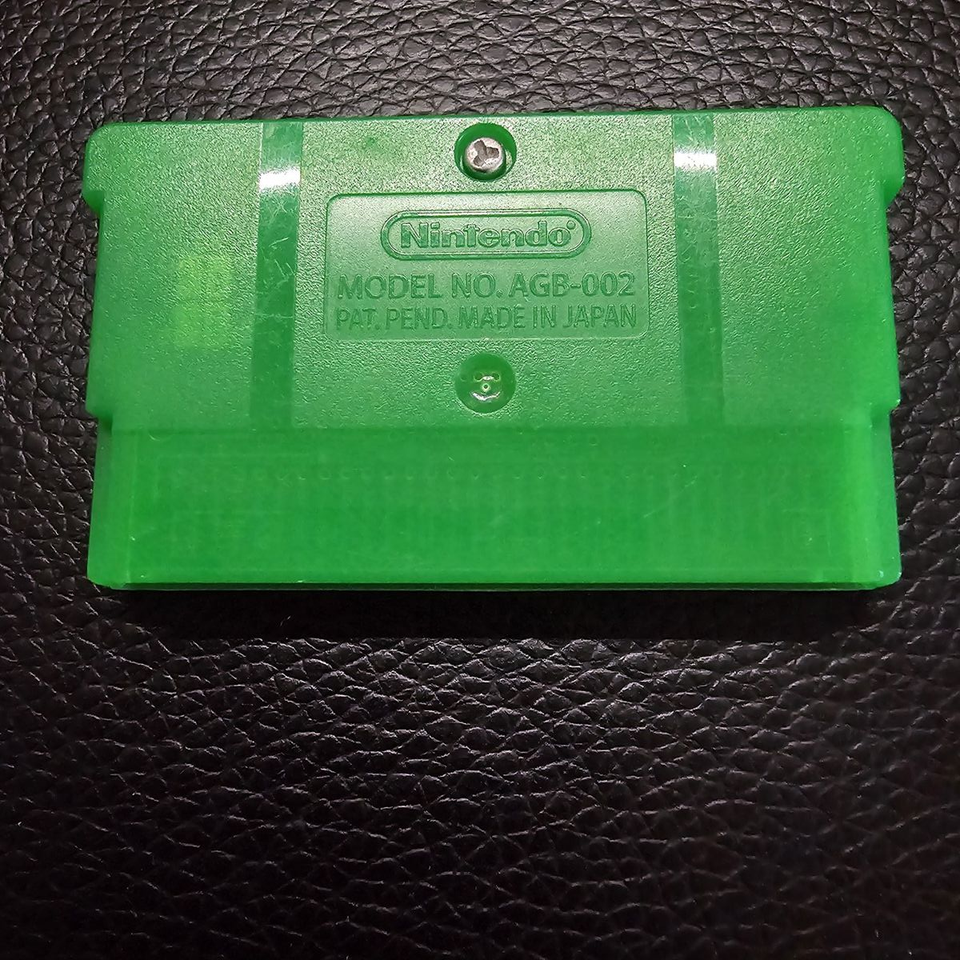 Nintendo®
MODEL NO. AGB-002
PAT. PEND. MADE IN JAPAN